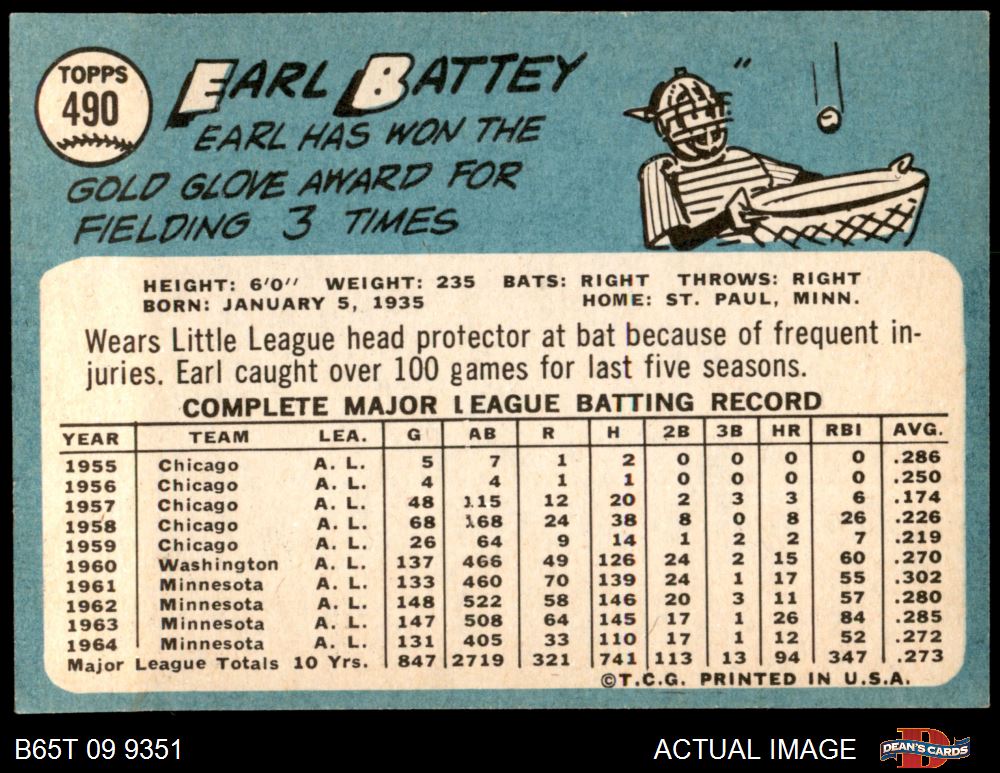 TOPPS
490
EARL BATTEY
EARL HAS WON THE
GOLD GLOVE AWARD FOR
FIELDING 3 TIMES
HEIGHT: 6'0" WEIGHT: 235 BATS: RIGHT THROWS: RIGHT
BORN: JANUARY 5, 1935 HOME: ST. PAUL, MINN.
Wears Little League head protector at bat because of frequent in-
juries. Earl caught over 100 games for last five seasons.
COMPLETE MAJOR LEAGUE BATTING RECORD
YEAR TEAM LEA. G AB R H 2B 3B HR RBI AVG.
1955 Chicago A. L. 5 7 1 2 0 0 0 0 .286
1956 Chicago A. L. 4 4 1 1 0 0 0 0 .250
1957 Chicago A. L. 48 115 12 20 2 3 3 6 .174
1958 Chicago A. L. 68 168 24 38 8 0 8 26 .226
1959 Chicago A. L. 26 64 9 14 1 2 2 7 .219
1960 Washington A. L. 137 466 49 126 24 2 15 60 .270
1961 Minnesota A. L. 133 460 70 139 24 1 17 55 .302
1962 Minnesota A. L. 148 522 58 146 20 3 11 57 .280
1963 Minnesota A. L. 147 508 64 145 17 1 26 84 .285
1964 Minnesota A. L. 131 405 33 110 17 1 12 52 .272
Major League Totals 10 Yrs. 847 2719 321 741 113 13 94 347 .273
©T.C.G. PRINTED IN U.S.A.
B65T 09 9351 ACTUAL IMAGE DEAN'S CARDS